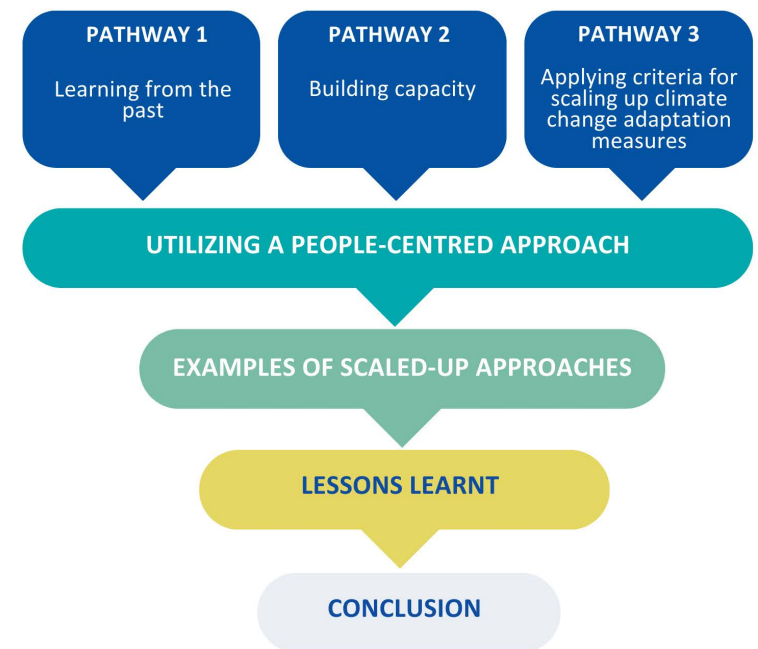 PATHWAY 1
Learning from the
past
PATHWAY 2
Building capacity
PATHWAY 3
Applying criteria for
scaling up climate
change adaptation
measures
UTILIZING A PEOPLE-CENTRED APPROACH
EXAMPLES OF SCALED-UP APPROACHES
LESSONS LEARNT
CONCLUSION